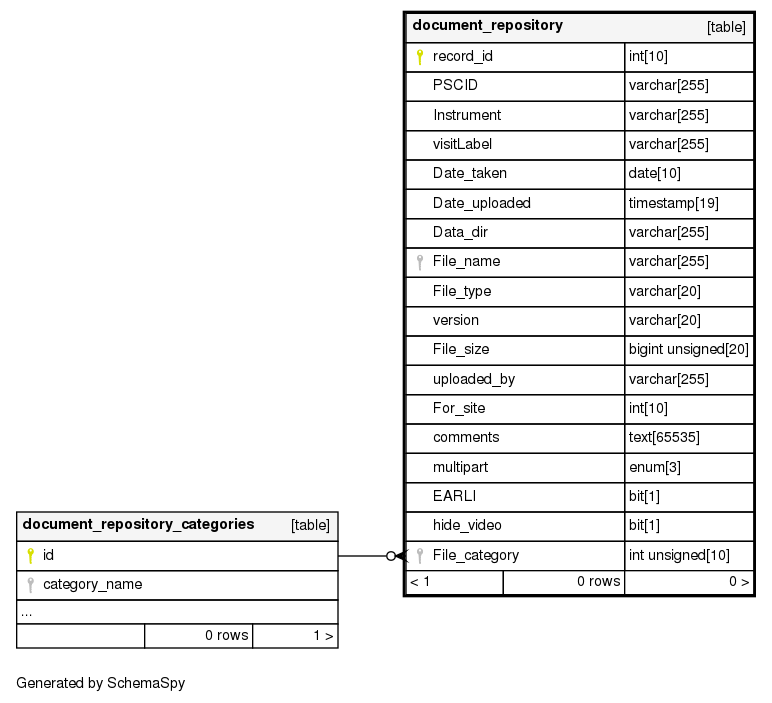 document_repository [table]
record_id int[10]
PSCID varchar[255]
Instrument varchar[255]
visitLabel varchar[255]
Date_taken date[10]
Date_uploaded timestamp[19]
Data_dir varchar[255]
File_name varchar[255]
File_type varchar[20]
version varchar[20]
File_size bigint unsigned[20]
uploaded_by varchar[255]
For_site int[10]
comments text[65535]
multipart enum[3]
EARLI bit[1]
hide_video bit[1]
File_category int unsigned[10]
< 1 0 rows 0 >
document_repository_categories [table]
id
category_name
...
0 rows 1 >
Generated by SchemaSpy